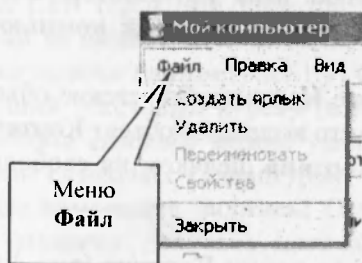 Мой компьютер
Файл Правка Вид
Создать ярлык
Удалить
Переименовать
Свойства
Закрыть
Меню
Файл